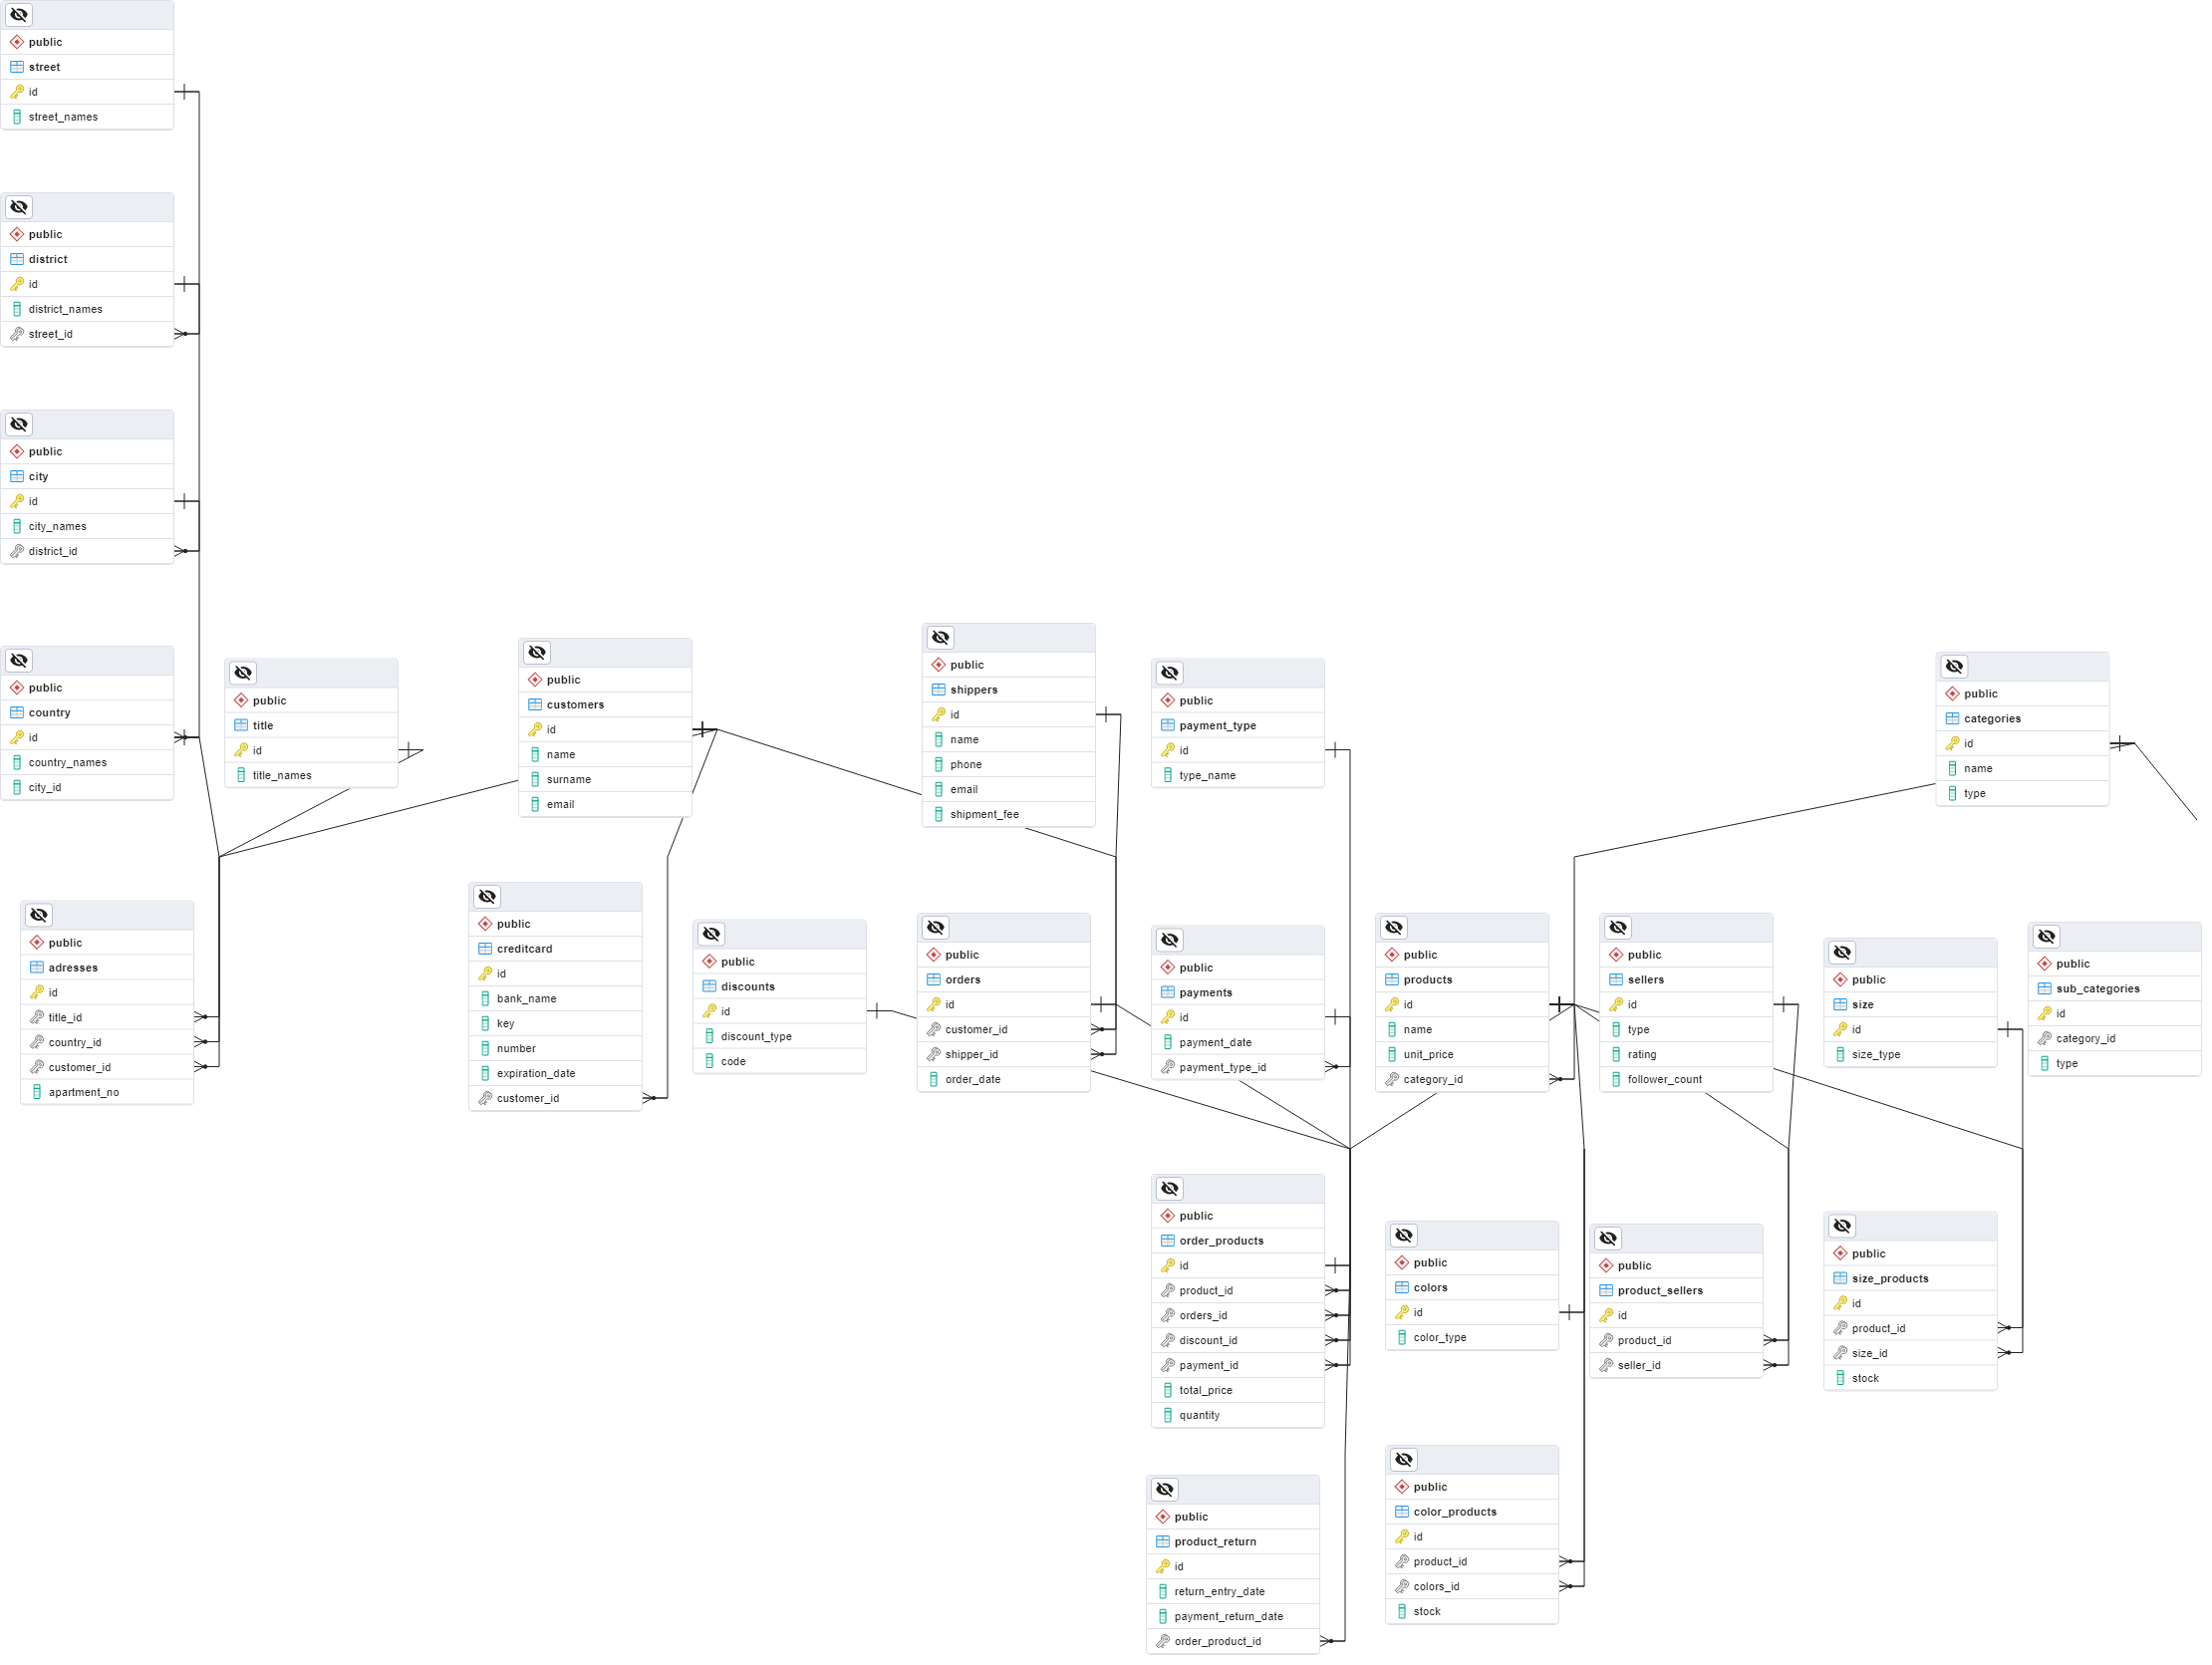 public
street
id
street_names
public
district
id
district_names
street_id
public
city
id
city_names
district_id
public
country
id
country_names
city_id
public
title
id
title_names
public
customers
id
name
surname
email
public
shippers
id
name
phone
email
shipment_fee
public
payment_type
id
type_name
public
categories
id
name
type
public
adresses
id
title_id
country_id
customer_id
apartment_no
public
creditcard
id
bank_name
key
number
expiration_date
customer_id
public
discounts
id
discount_type
code
public
orders
id
customer_id
shipper_id
order_date
public
payments
id
payment_date
payment_type_id
public
products
id
name
unit_price
category_id
public
sellers
id
type
rating
follower_count
public
size
id
size_type
public
sub_categories
id
category_id
type
public
order_products
id
product_id
orders_id
discount_id
payment_id
total_price
quantity
public
colors
id
color_type
public
product_sellers
id
product_id
seller_id
public
size_products
id
product_id
size_id
stock
public
product_return
id
return_entry_date
payment_return_date
order_product_id
public
color_products
id
product_id
colors_id
stock